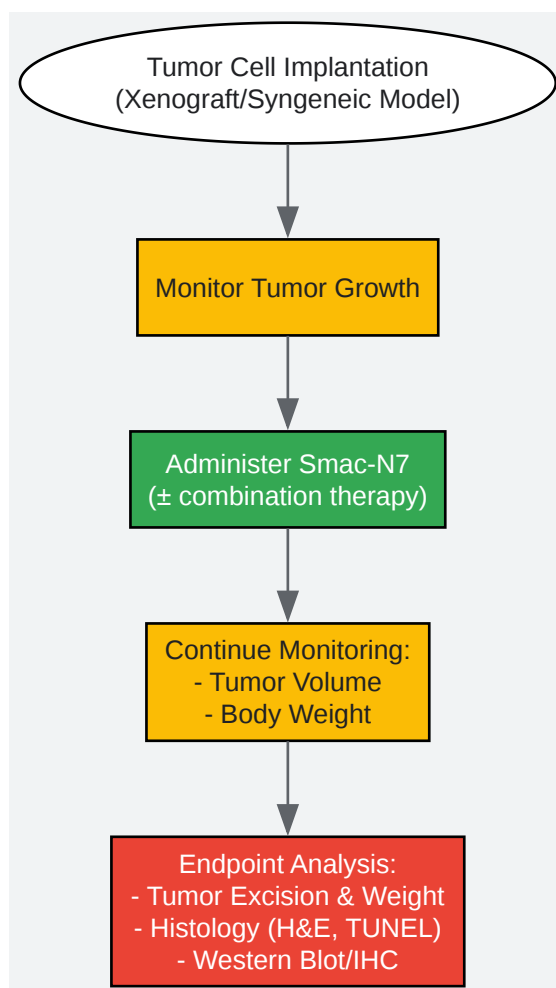 Tumor Cell Implantation
(Xenograft/Syngeneic Model)
Monitor Tumor Growth
Administer Smac-N7
(± combination therapy)
Continue Monitoring:
- Tumor Volume
- Body Weight
Endpoint Analysis:
- Tumor Excision & Weight
- Histology (H&E, TUNEL)
- Western Blot/IHC